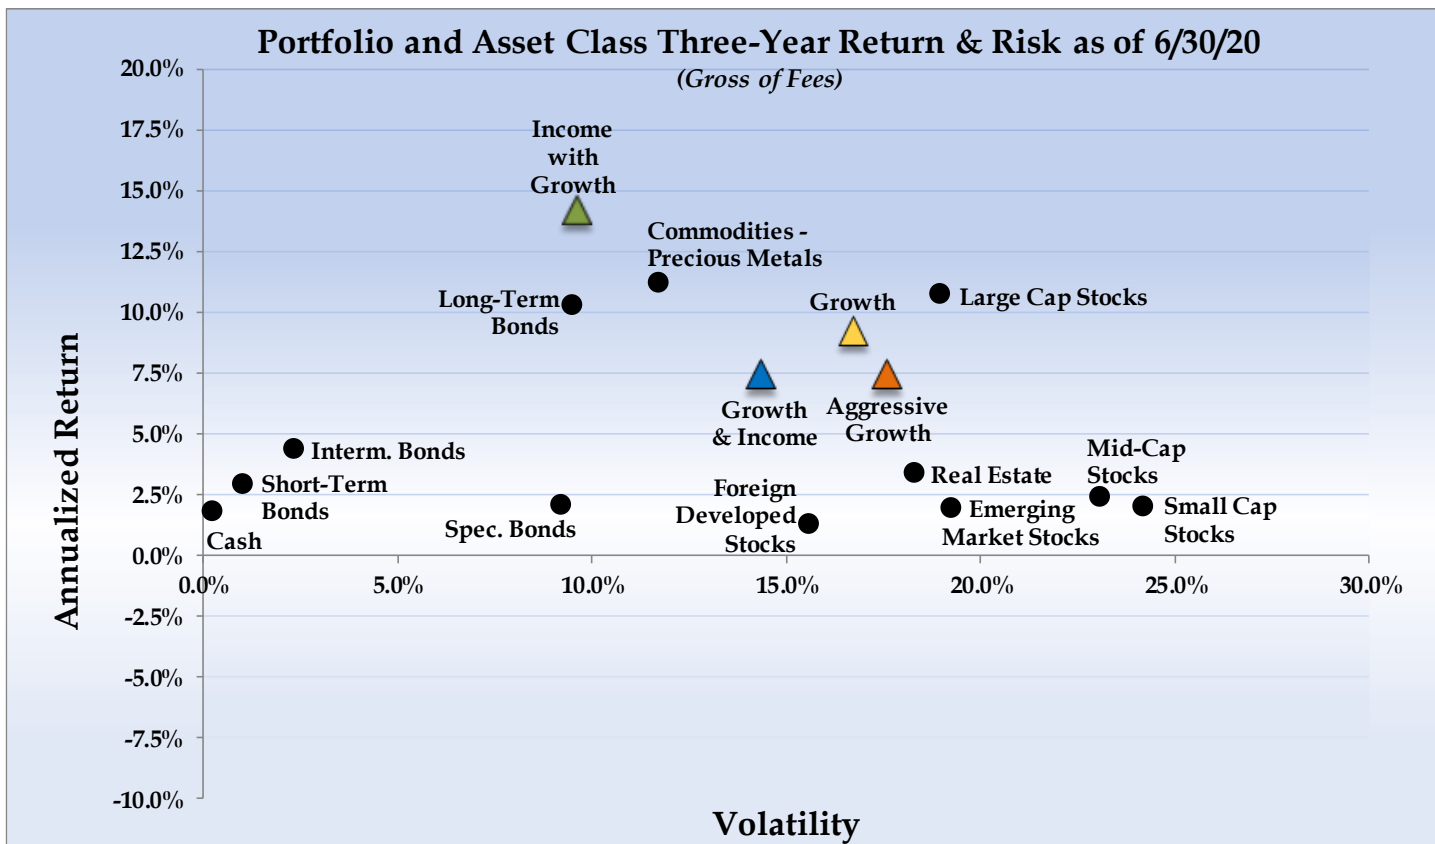 Portfolio and Asset Class Three-Year Return & Risk as of 6/30/20
(Gross of Fees)
20.0%
17.5%
15.0%
12.5%
10.0%
7.5%
5.0%
2.5%
0.0%
-2.5%
-5.0%
-7.5%
-10.0%
Annualized Return
Income
with
Growth
Commodities -
Precious Metals
Long-Term
Bonds
Growth
Large Cap Stocks
Growth
& Income
Aggressive
Growth
Interm. Bonds
Short-Term
Bonds
Cash
Spec. Bonds
Foreign
Developed
Stocks
Real Estate
Emerging
Market Stocks
Mid-Cap
Stocks
Small Cap
Stocks
0.0%
5.0%
10.0%
15.0%
20.0%
25.0%
30.0%
Volatility